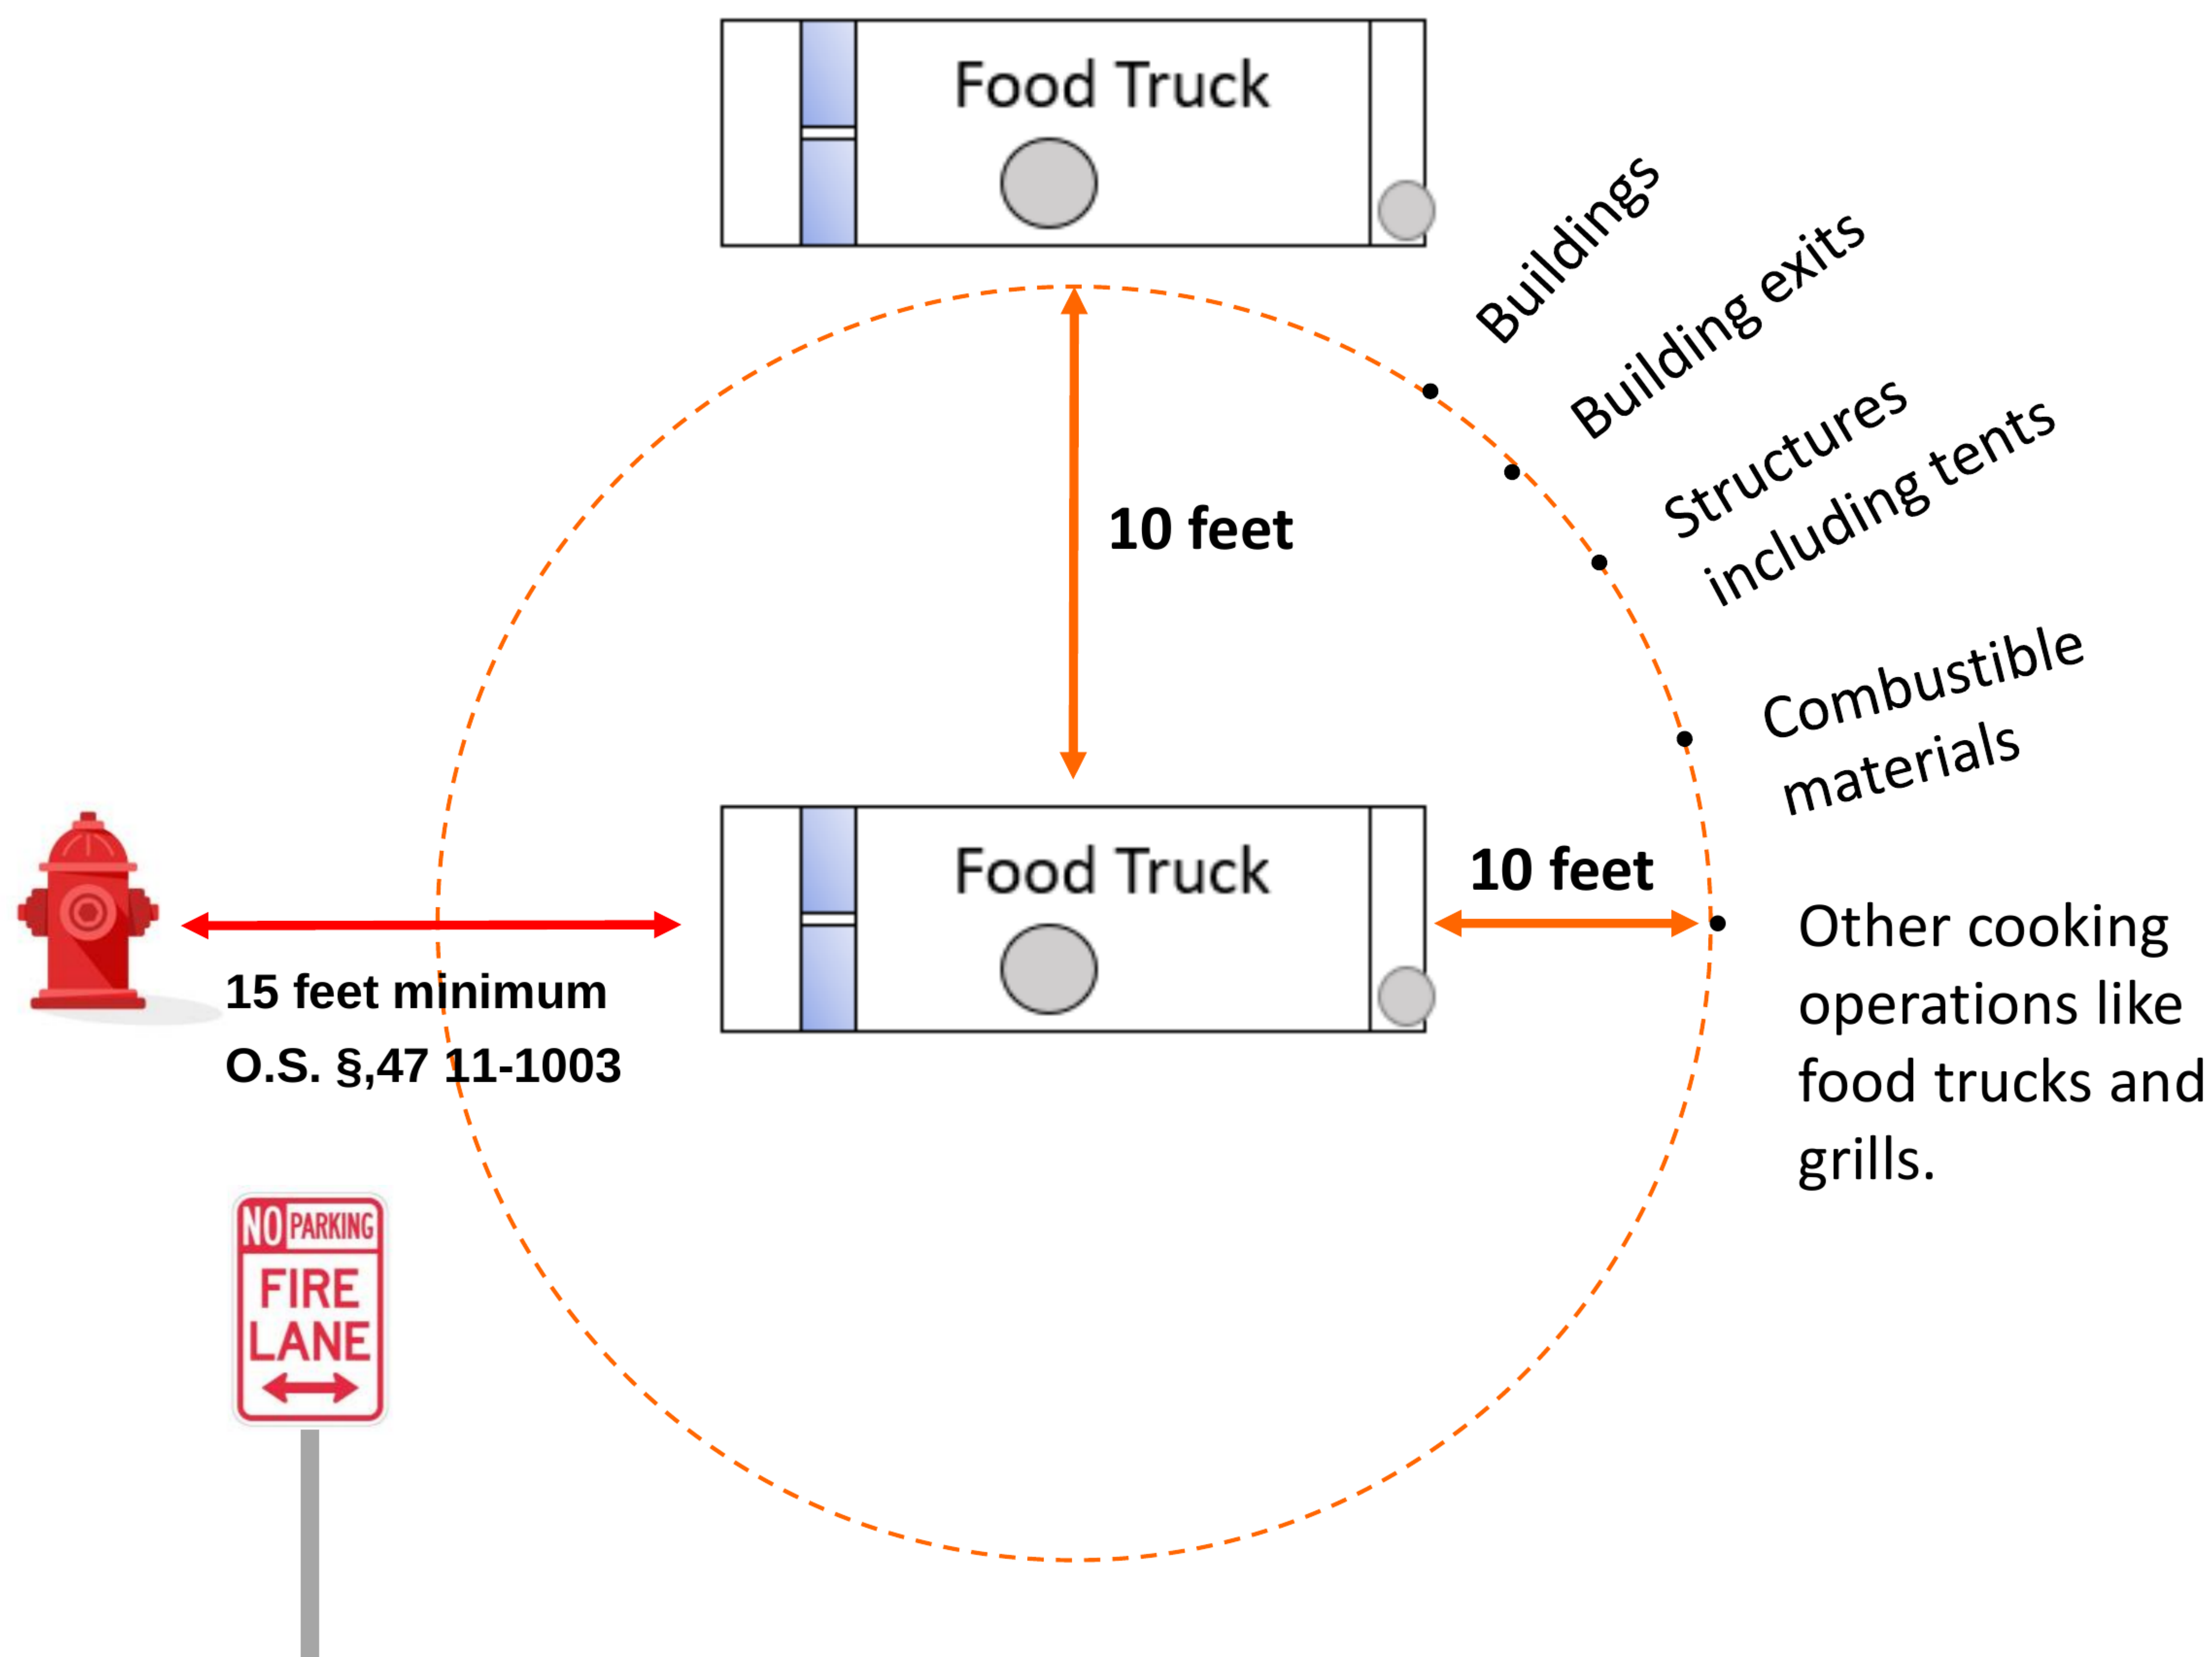 Food Truck
Buildings
Building exits
Structures
including tents
10 feet
Combustible
materials
Food Truck
10 feet
Other cooking
operations like
food trucks and
grills.
15 feet minimum
O.S. §,47 11-1003
NO PARKING
FIRE
LANE